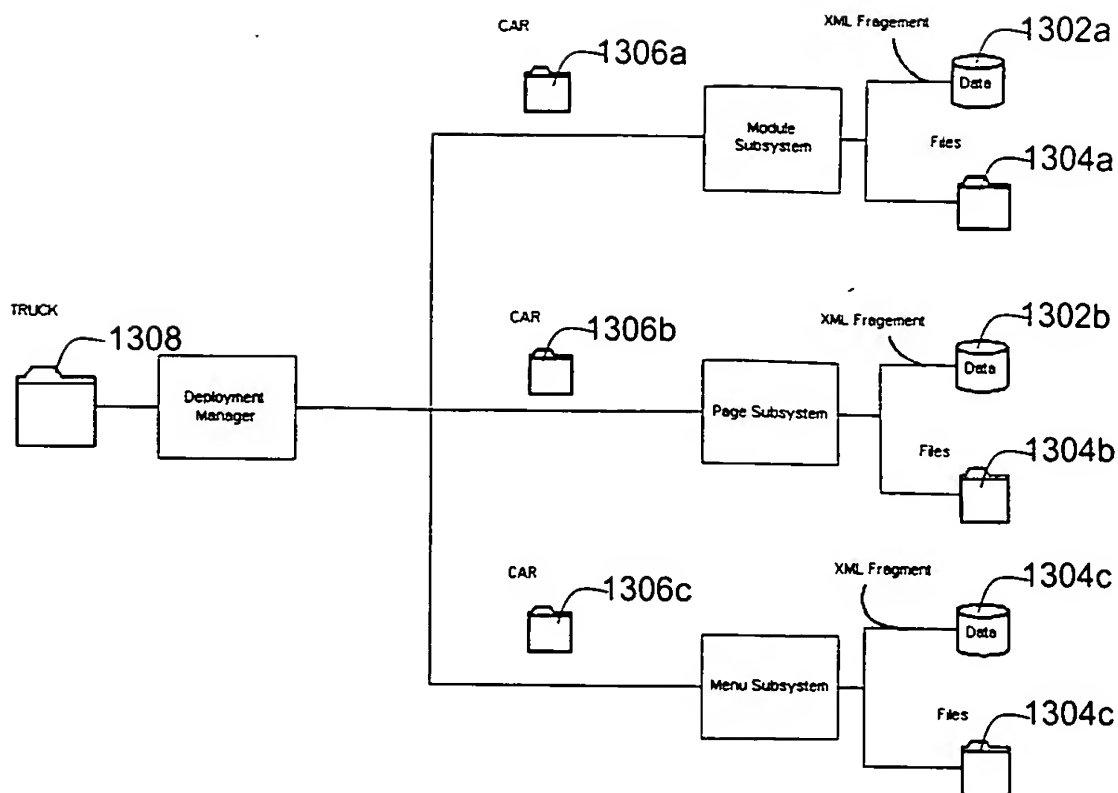 CAR
1306a
XML Fragement
1302a
Data
Module
Subsystem
Files
1304a
TRUCK
1308
Deployment
Manager
CAR
1306b
XML Fragement
1302b
Data
Page Subsystem
Files
1304b
CAR
1306c
XML Fragment
1304c
Data
Menu Subsystem
Files
1304c